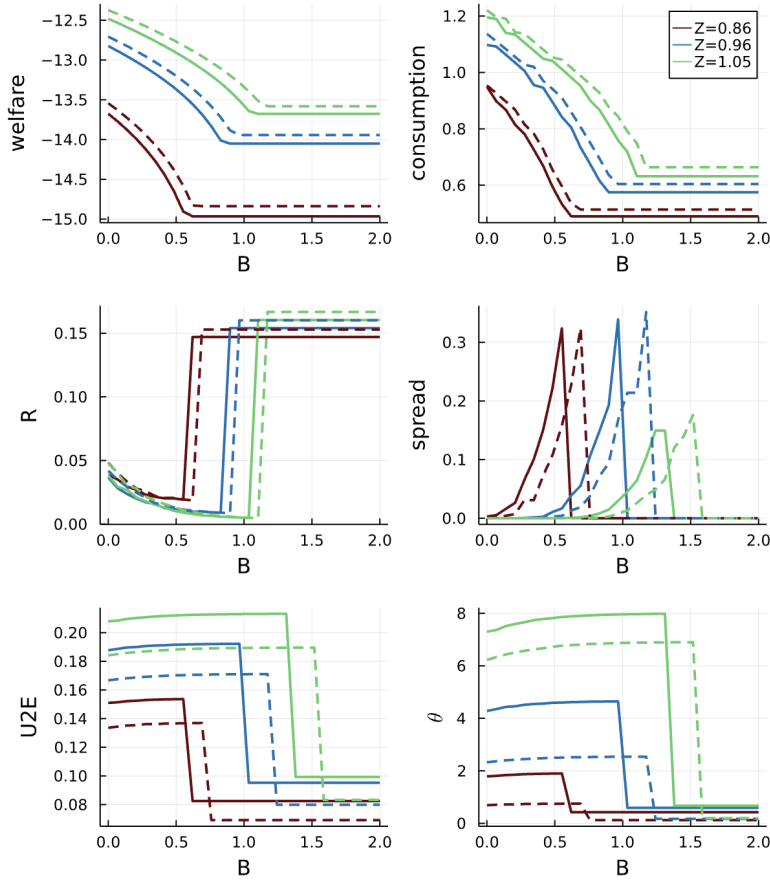 welfare
−12.5
−13.0
−13.5
−14.0
−14.5
−15.0
0.0 0.5 1.0 1.5 2.0
B
consumption
1.2
1.0
0.8
0.6
Z=0.86
Z=0.96
Z=1.05
0.0 0.5 1.0 1.5 2.0
B
R
0.15
0.10
0.05
0.00
0.0 0.5 1.0 1.5 2.0
B
spread
0.3
0.2
0.1
0.0
0.0 0.5 1.0 1.5 2.0
B
U2E
0.20
0.18
0.16
0.14
0.12
0.10
0.08
0.0 0.5 1.0 1.5 2.0
B
θ
8
6
4
2
0
0.0 0.5 1.0 1.5 2.0
B